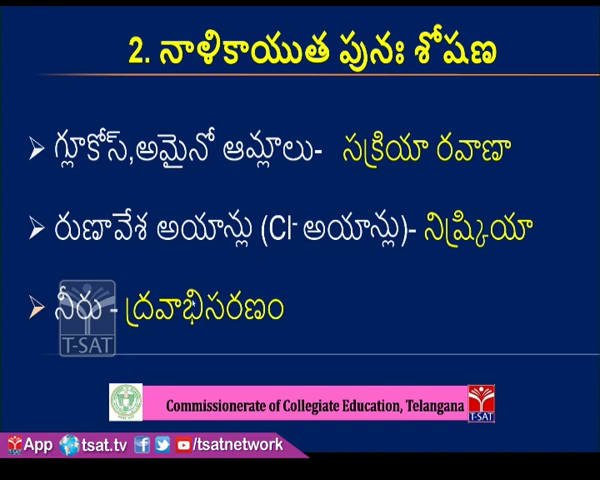 2. నాళికాయుత పునః శోషణ
గ్లూకోస్,అమైనో ఆమ్లాలు- సక్రియా రవాణా
రుణావేశ అయాన్లు (Cl- అయాన్లు)- నిష్క్రియా
నీరు - ద్రవాభిసరణం
T-SAT
Commissionerate of Collegiate Education, Telangana
T-SAT
App tsat.tv /tsatnetwork